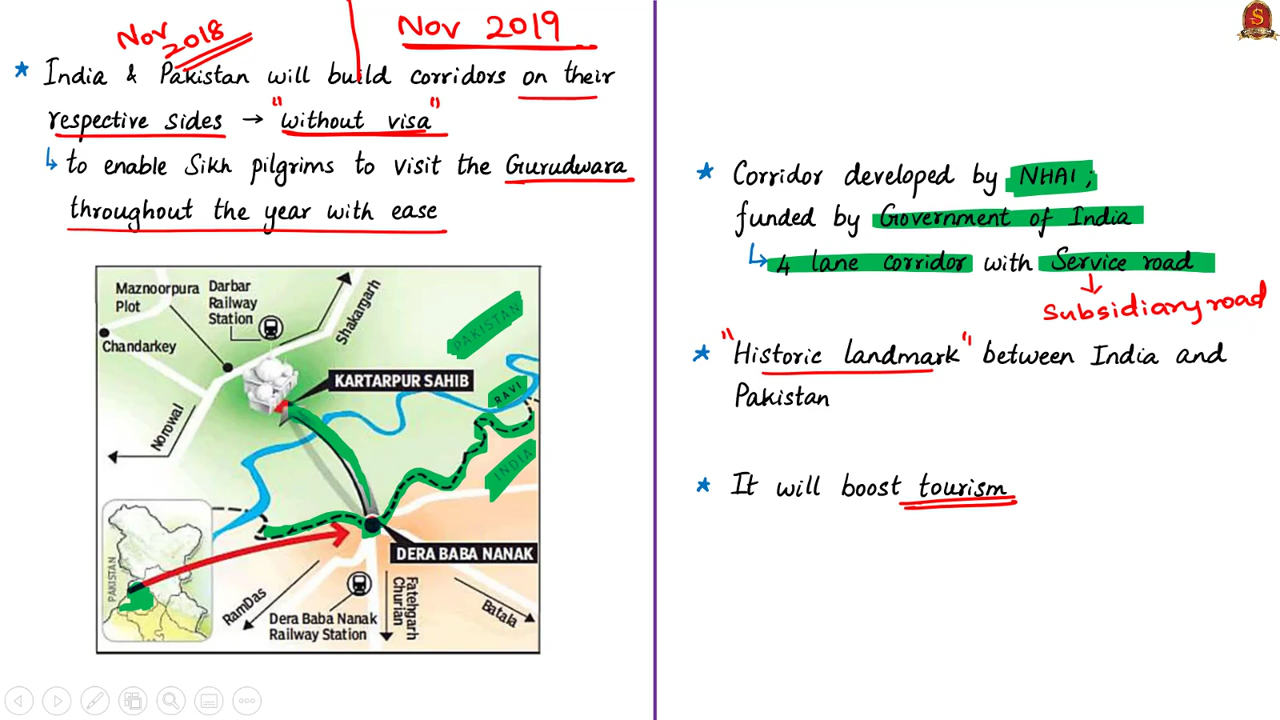 Nov 2018
Nov 2019
* India & Pakistan will build corridors on their
respective sides → "without visa"
↳ to enable Sikh pilgrims to visit the Gurudwara
throughout the year with ease
Maznoorpura
Plot
Darbar
Railway
Station
Shakargarh
Chandarkey
PAKISTAN
KARTARPUR SAHIB
RAVI
Norowal
INDIA
PAKISTAN
DERA BABA NANAK
RamDas
Dera Baba Nanak
Railway Station
Fatehgarh
Churian
Batala
S
* Corridor developed by NHAI;
funded by Government of India
↳ 4 lane corridor with Service road
↓
Subsidiary road
* "Historic landmark" between India and
Pakistan
* It will boost tourism